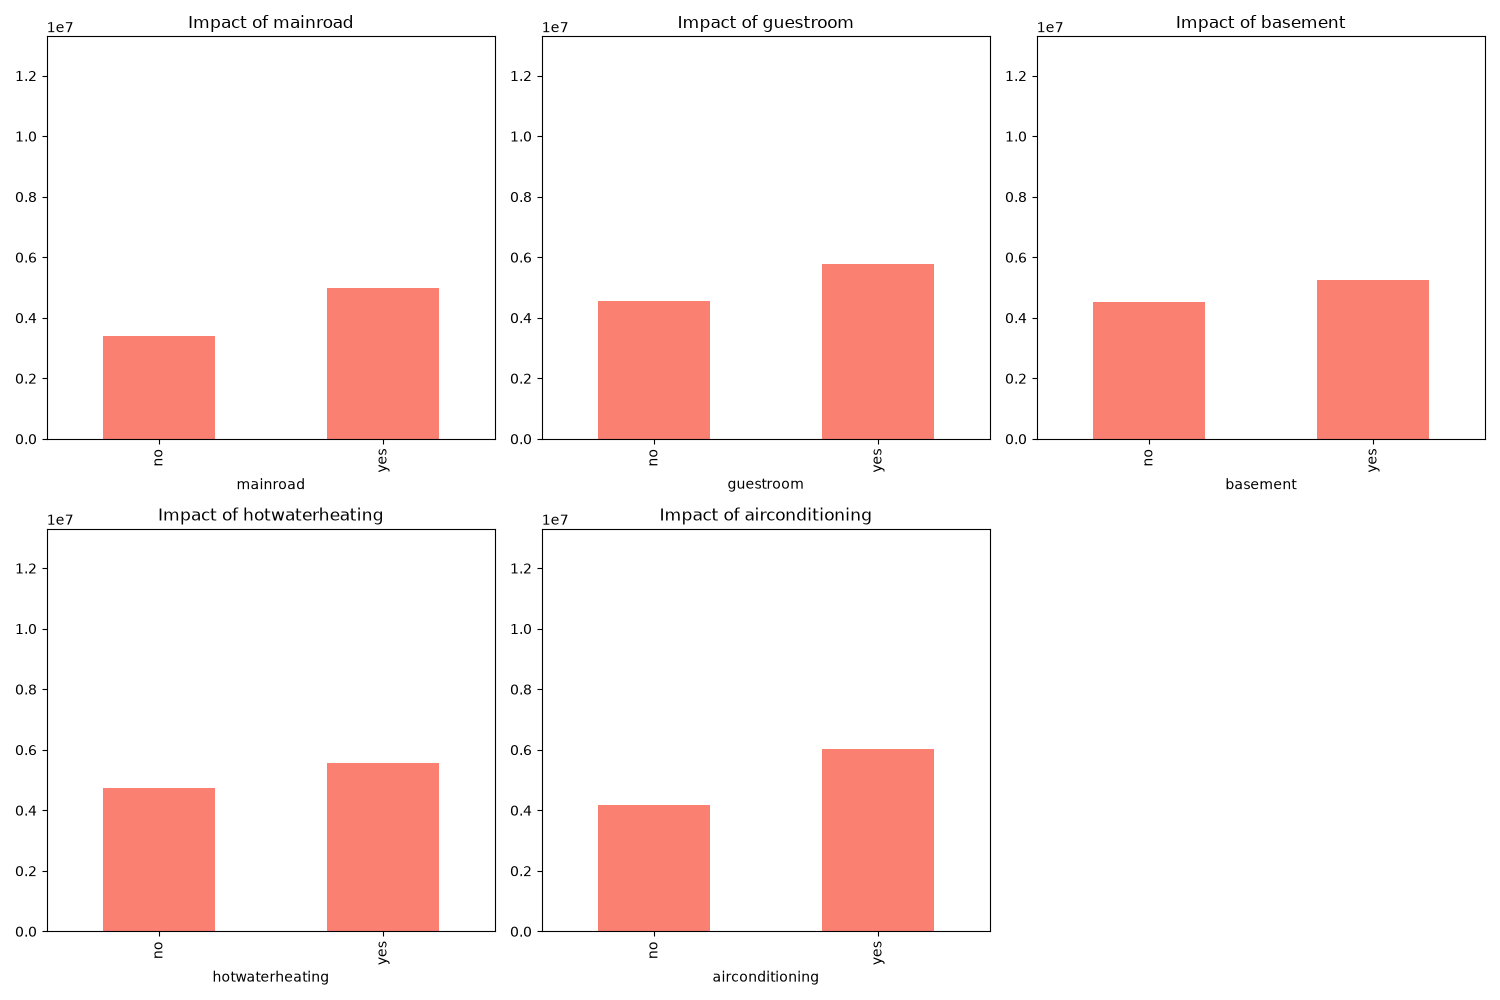 Impact of mainroad
1e7
1.2
1.0
0.8
0.6
0.4
0.2
0.0
no
yes
mainroad
Impact of guestroom
1e7
1.2
1.0
0.8
0.6
0.4
0.2
0.0
no
yes
guestroom
Impact of basement
1e7
1.2
1.0
0.8
0.6
0.4
0.2
0.0
no
yes
basement
Impact of hotwaterheating
1e7
1.2
1.0
0.8
0.6
0.4
0.2
0.0
no
yes
hotwaterheating
Impact of airconditioning
1e7
1.2
1.0
0.8
0.6
0.4
0.2
0.0
no
yes
airconditioning